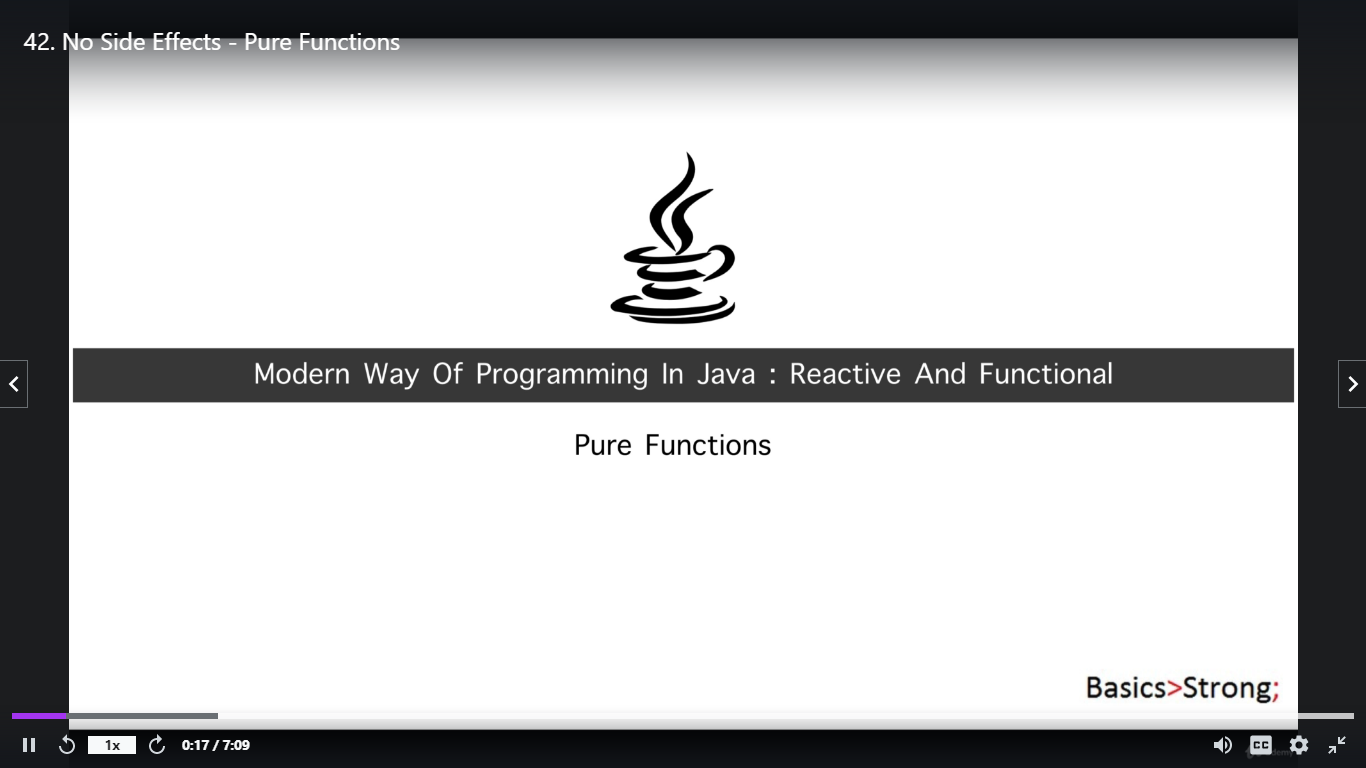 42. No Side Effects - Pure Functions
Modern Way Of Programming In Java : Reactive And Functional
Pure Functions
Basics>Strong;
1x
0:17 / 7:09
CC